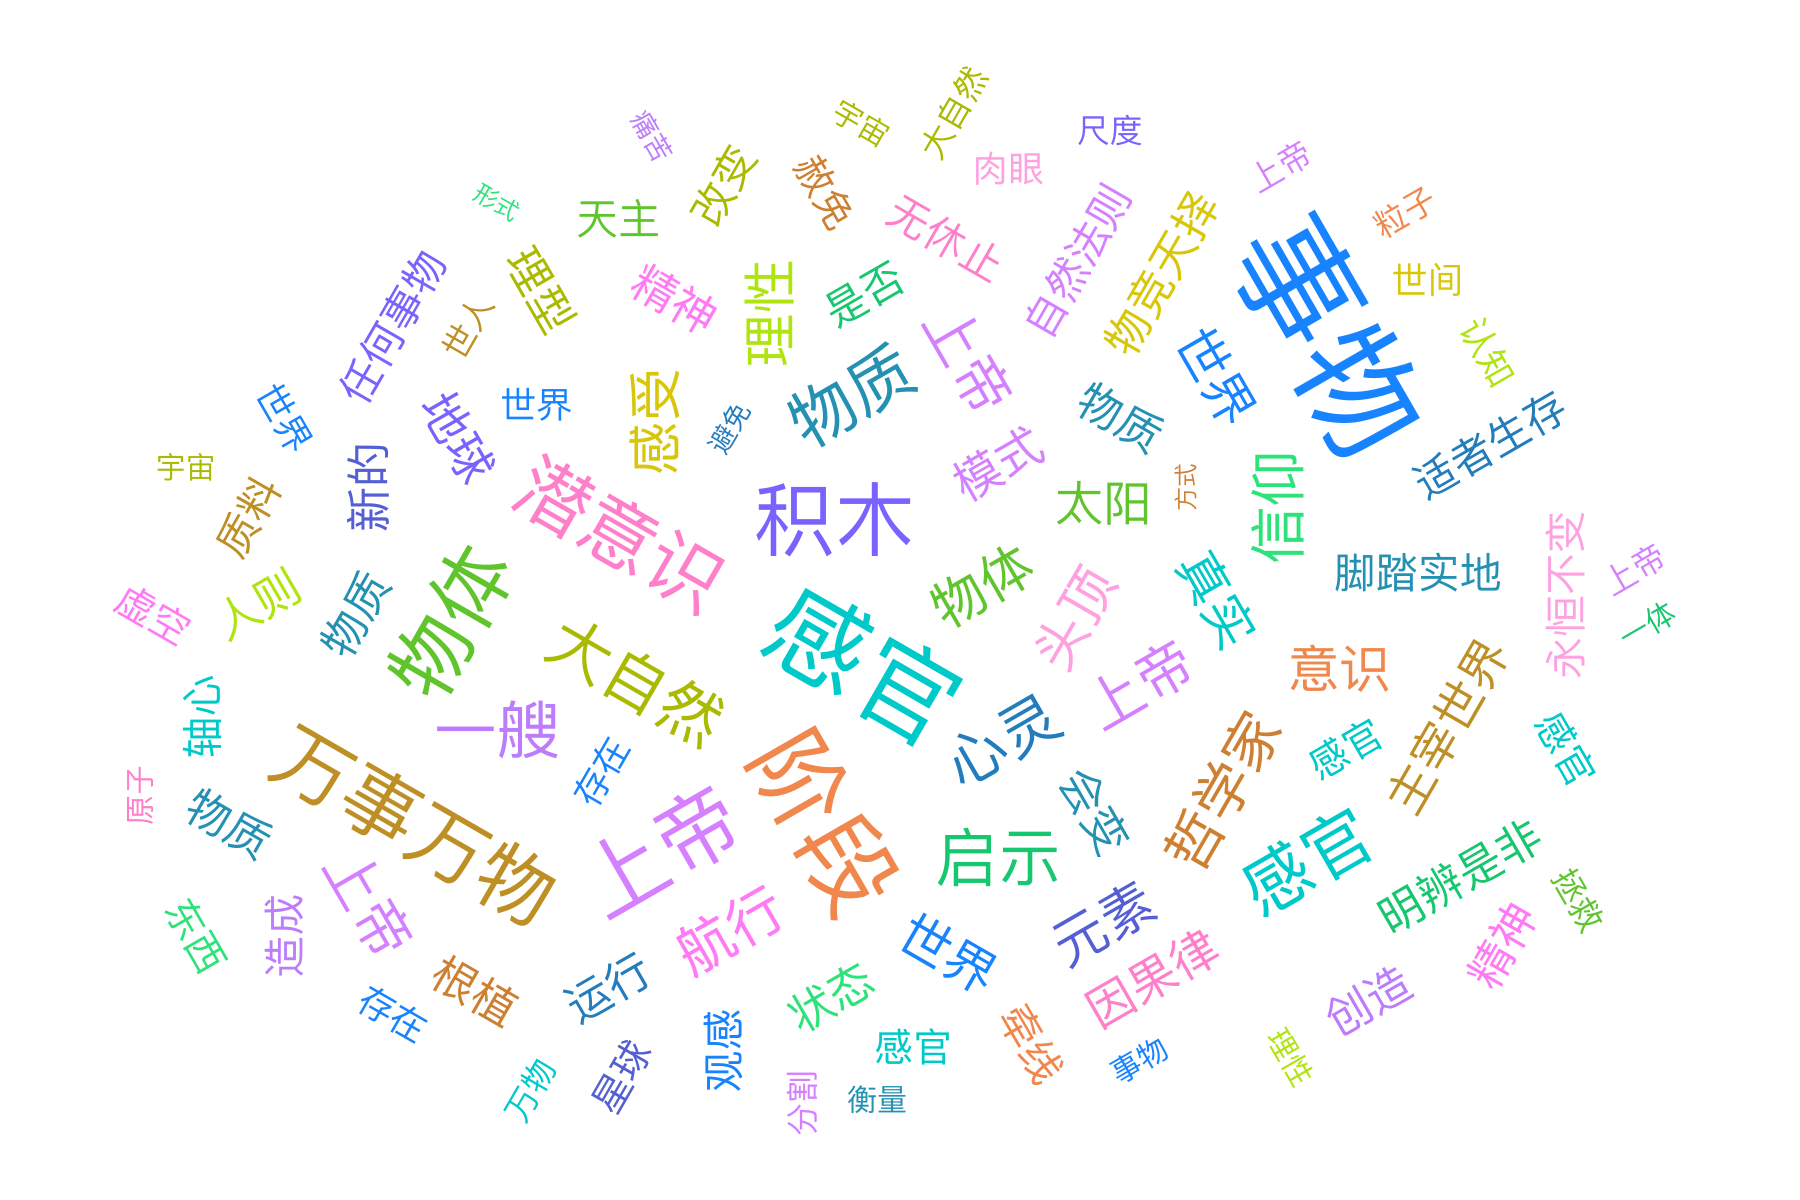 大自然
宇宙
痛苦
尺度
上帝
肉眼
改变
赦免
形式
天主
无休止
粒子
自然法则
物竞天择
事物
理型
精神
理性
是否
世间
任何事物
世人
上帝
世界
认知
世界
世界
感受
避免
物质
物质
地球
适者生存
宇宙
新的
模式
质料
潜意识
积木
太阳
方式
信仰
永恒不变
虚空
人则
物质
物体
物体
头顶
真实
脚踏实地
上帝
一体
大自然
感官
上帝
意识
主宰世界
轴心
一艘
心灵
哲学家
感官
感官
原子
万事万物
存在
阶段
会变
物质
上帝
启示
感官
明辨是非
东西
造成
上帝
航行
元素
拯救
精神
根植
运行
世界
因果律
存在
状态
创造
万物
星球
观感
感官
牵线
事物
理性
分割
衡量